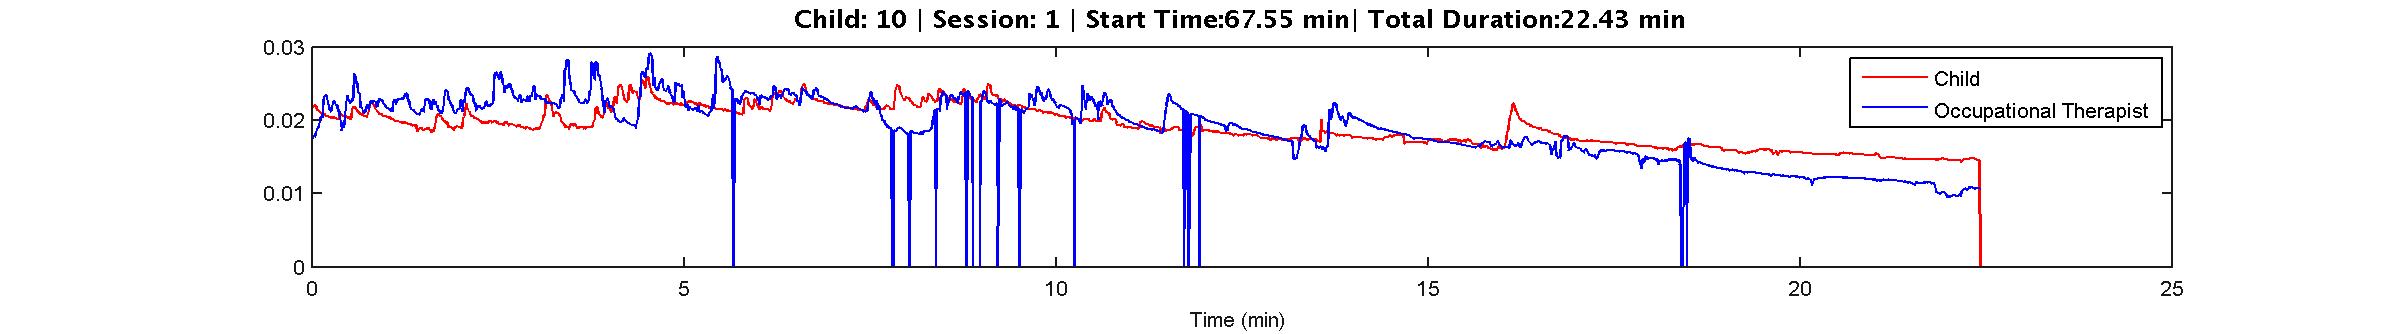 Child: 10 | Session: 1 | Start Time:67.55 min| Total Duration:22.43 min
0.03
0.02
0.01
0
0 5 10 15 20 25
Time (min)
Child
Occupational Therapist